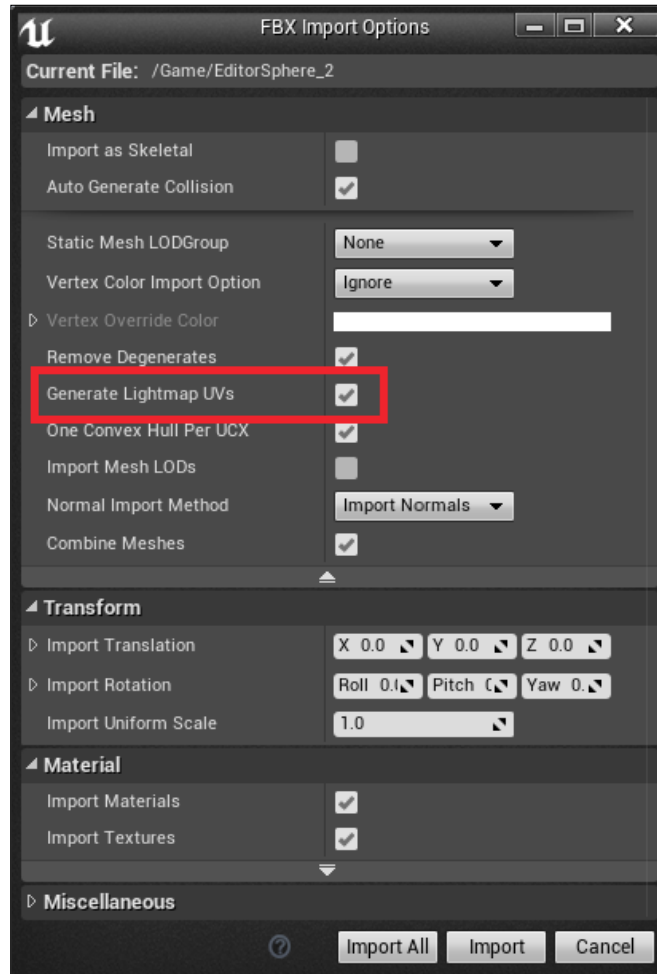 FBX Import Options
Current File: /Game/EditorSphere_2
Mesh
Import as Skeletal
Auto Generate Collision
Static Mesh LODGroup None
Vertex Color Import Option Ignore
Vertex Override Color
Remove Degenerates
Generate Lightmap UVs
One Convex Hull Per UCX
Import Mesh LODs
Normal Import Method Import Normals
Combine Meshes
Transform
Import Translation X 0.0 Y 0.0 Z 0.0
Import Rotation Roll Pitch Yaw 0.
Import Uniform Scale 1.0
Material
Import Materials
Import Textures
Miscellaneous
Import All Import Cancel